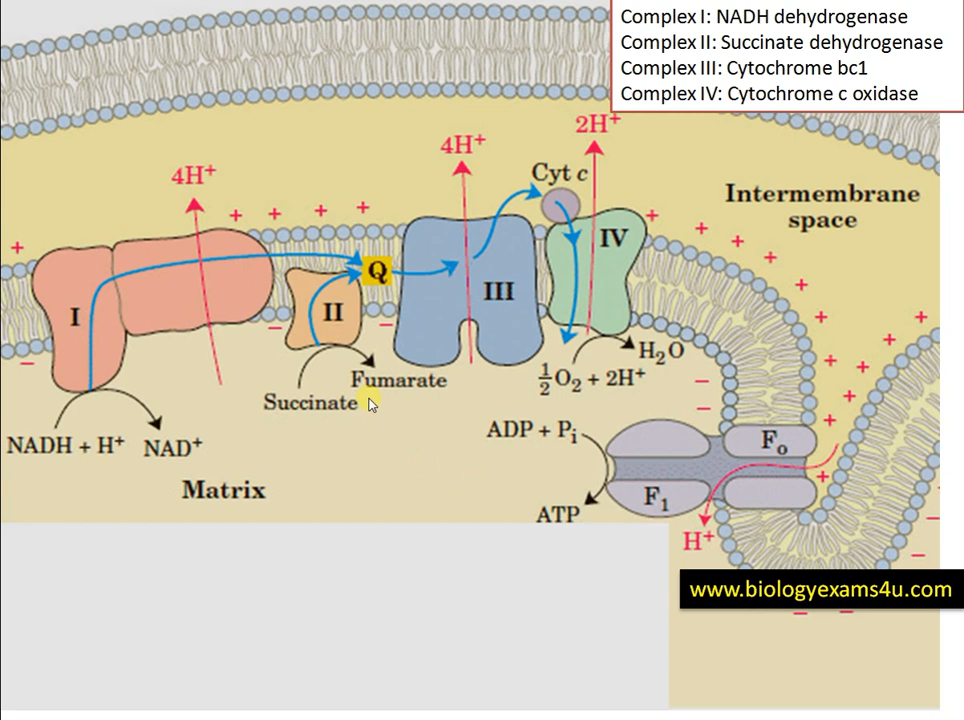 Complex I: NADH dehydrogenase
Complex II: Succinate dehydrogenase
Complex III: Cytochrome bc1
Complex IV: Cytochrome c oxidase
2H⁺
4H⁺
4H⁺
Cyt c
Intermembrane
space
IV
Q
III
I
II
H₂O
½O₂ + 2H⁺
Fumarate
Succinate
NADH + H⁺
NAD⁺
ADP + Pᵢ
Fₒ
Matrix
F₁
ATP
H⁺
www.biologyexams4u.com